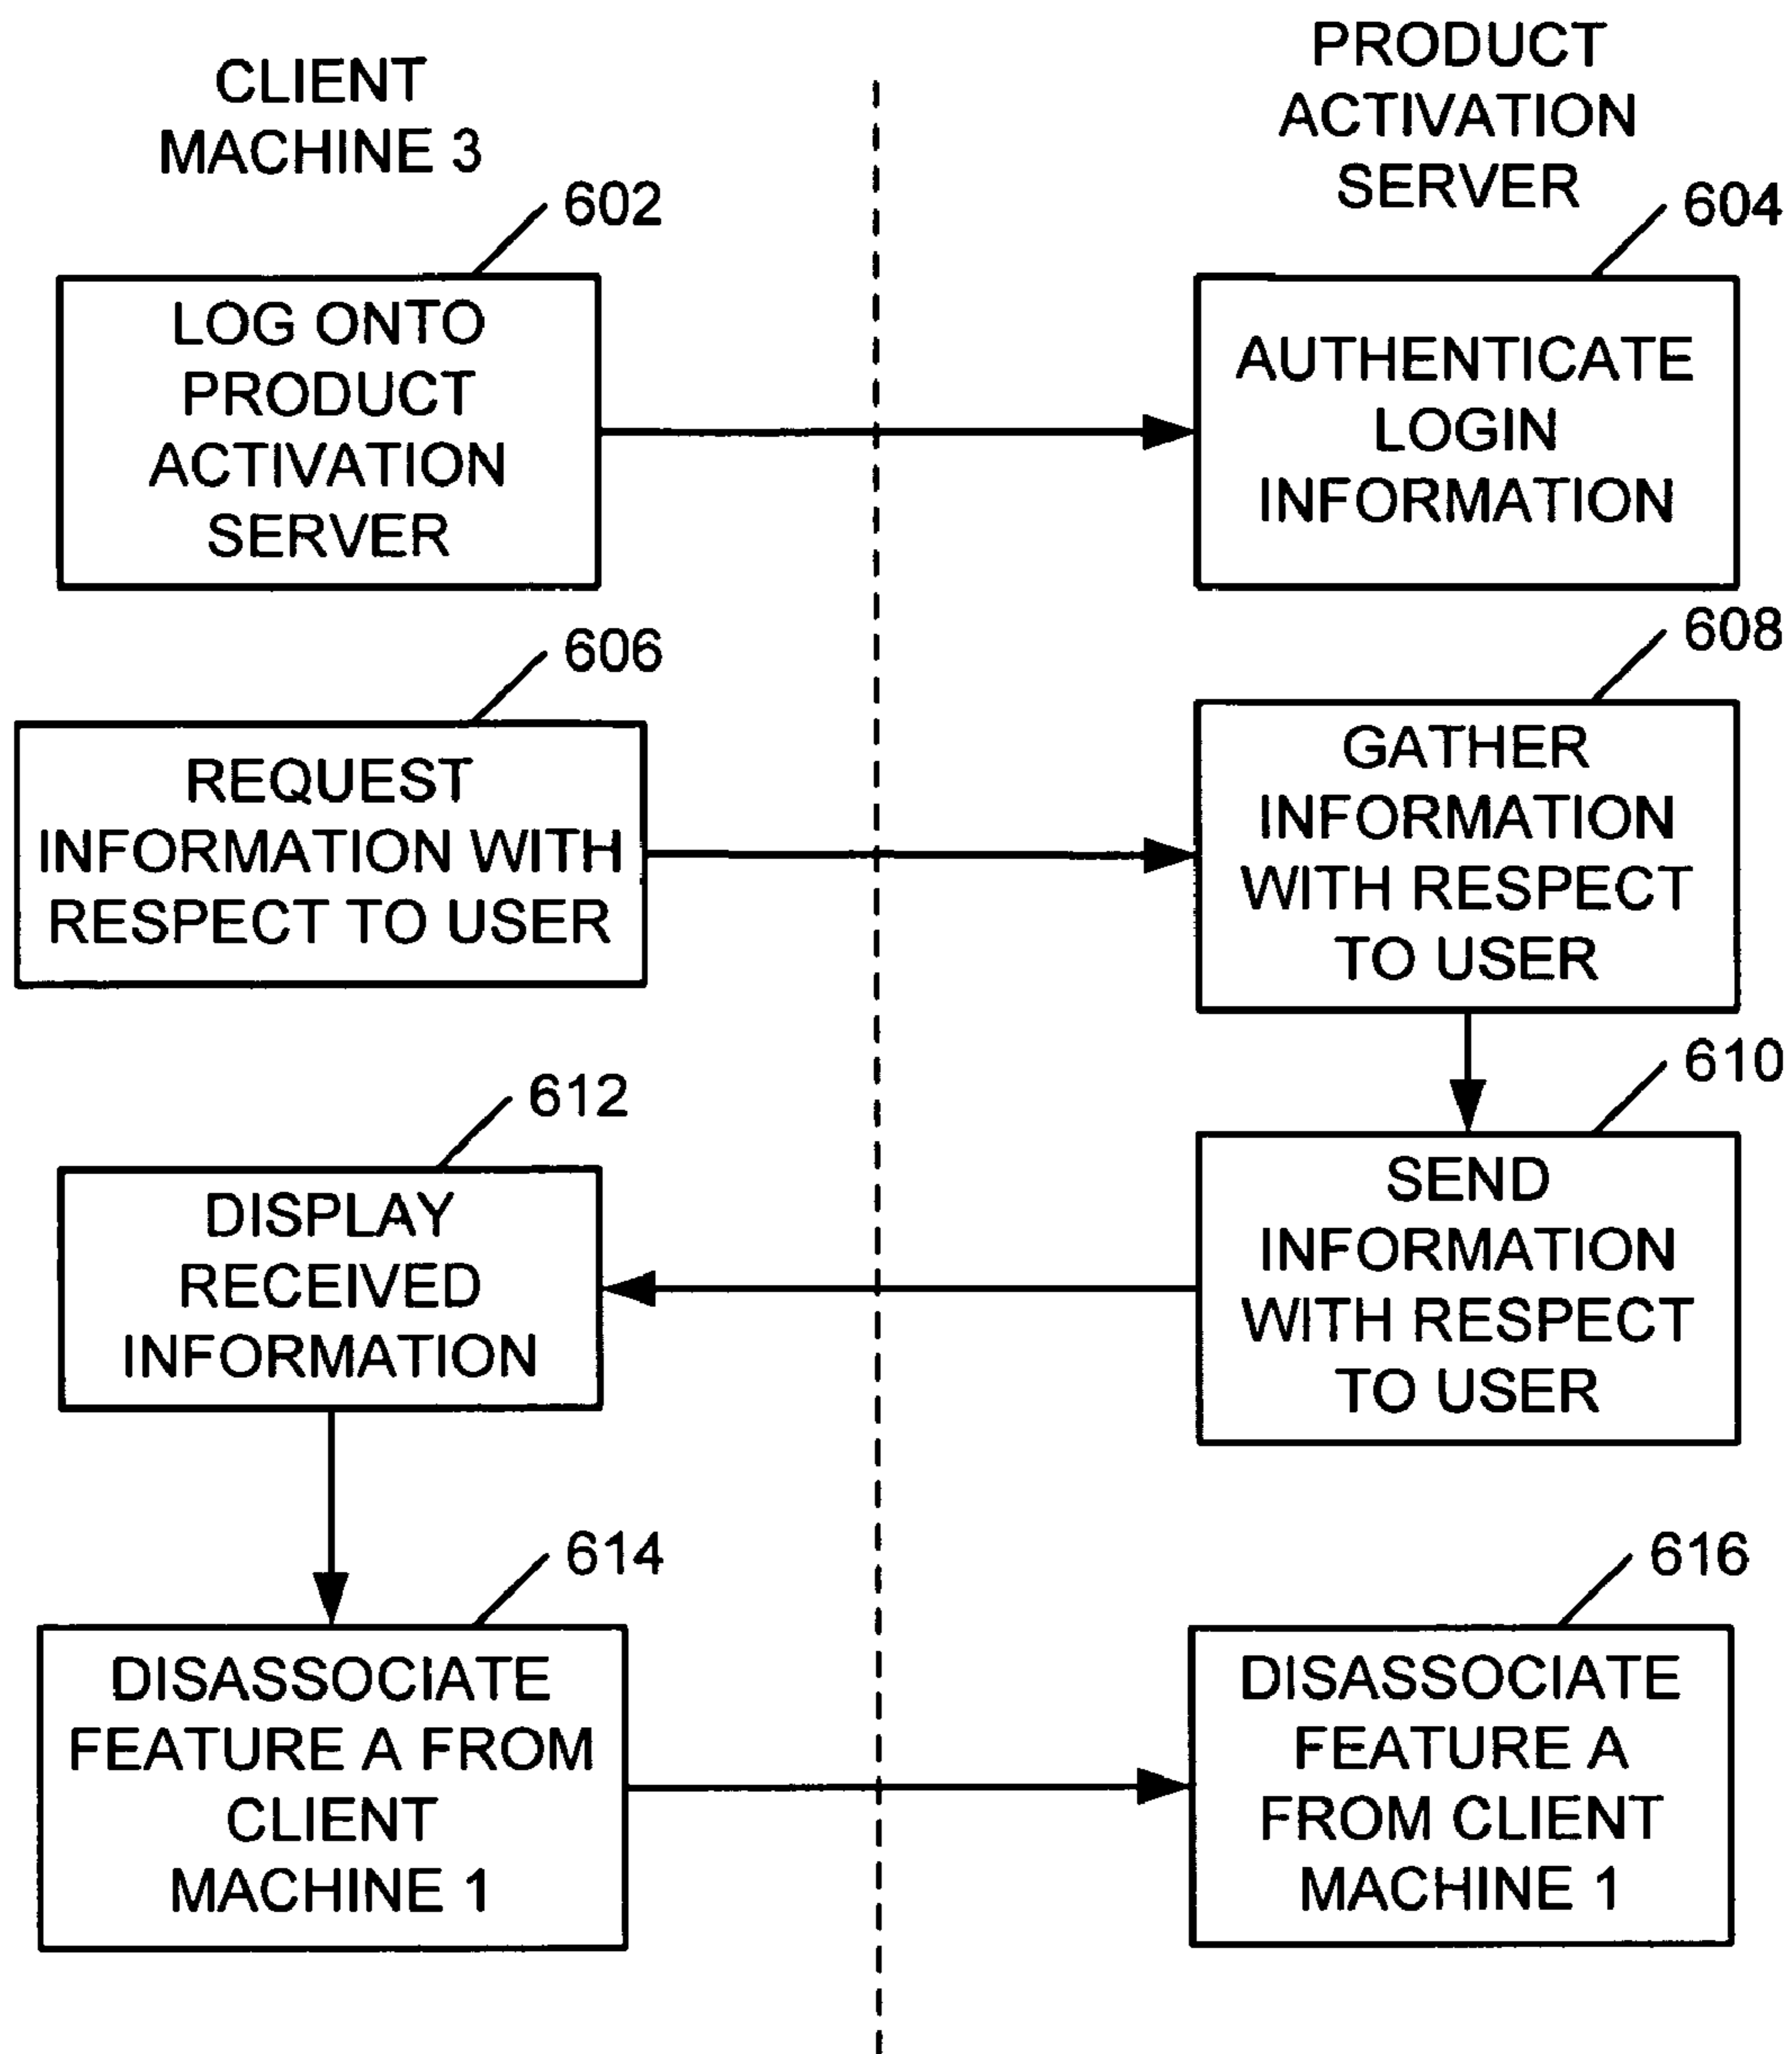 CLIENT
MACHINE 3
PRODUCT
ACTIVATION
SERVER
602
LOG ONTO
PRODUCT
ACTIVATION
SERVER
604
AUTHENTICATE
LOGIN
INFORMATION
606
REQUEST
INFORMATION WITH
RESPECT TO USER
608
GATHER
INFORMATION
WITH RESPECT
TO USER
610
SEND
INFORMATION
WITH RESPECT
TO USER
612
DISPLAY
RECEIVED
INFORMATION
614
DISASSOCIATE
FEATURE A FROM
CLIENT
MACHINE 1
616
DISASSOCIATE
FEATURE A
FROM CLIENT
MACHINE 1